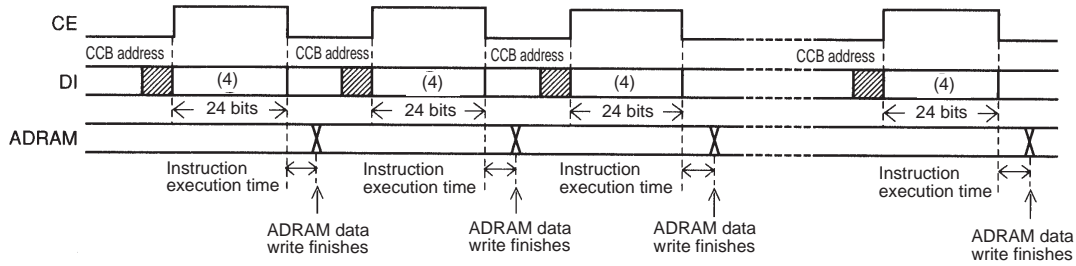 CE
CCB address CCB address CCB address CCB address
DI (4) (4) (4) (4)
24 bits 24 bits 24 bits 24 bits
ADRAM
Instruction execution time
Instruction execution time
Instruction execution time
Instruction execution time
ADRAM data write finishes
ADRAM data write finishes
ADRAM data write finishes
ADRAM data write finishes